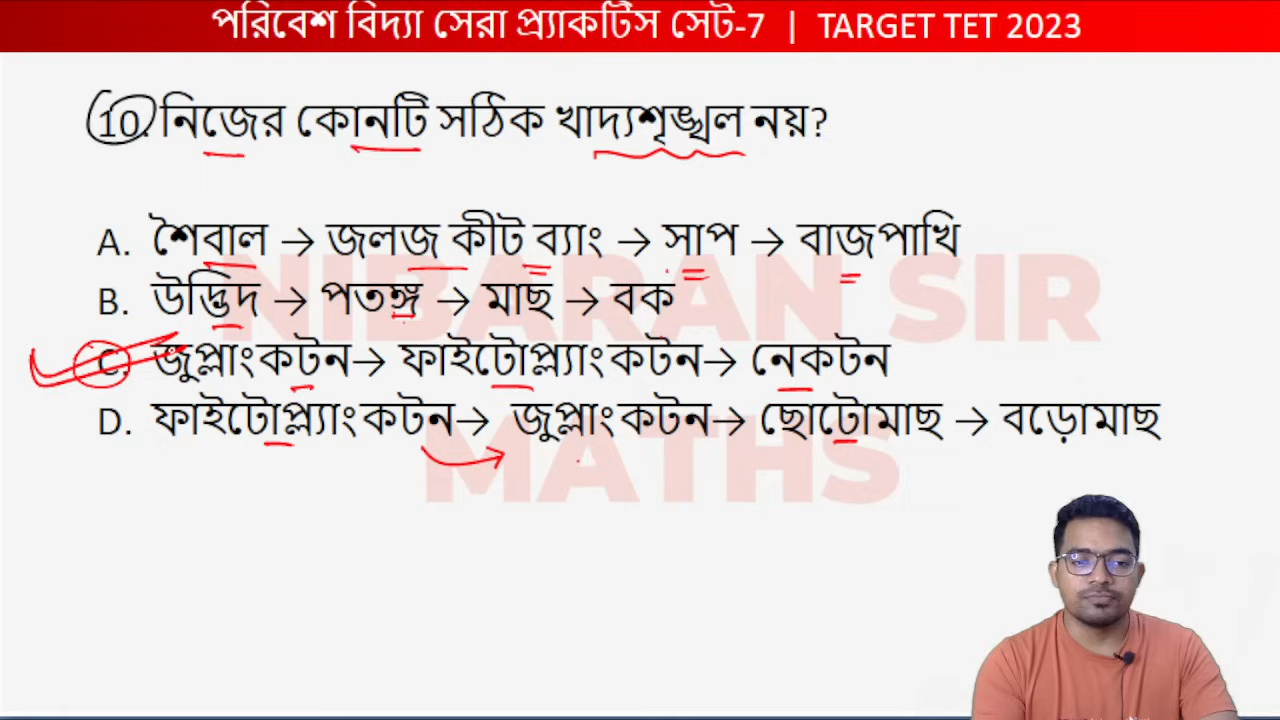 পরিবেশ বিদ্যা সেরা প্র্যাকটিস সেট-7 | TARGET TET 2023
10. নিজের কোনটি সঠিক খাদ্যশৃঙ্খল নয়?
A. শৈবাল → জলজ কীট ব্যাং → সাপ → বাজপাখি
B. উদ্ভিদ → পতঙ্গ → মাছ → বক
C. জুপ্লাংকটন→ ফাইটোপ্ল্যাংকটন→ নেকটন
D. ফাইটোপ্ল্যাংকটন→ জুপ্লাংকটন→ ছোটোমাছ → বড়োমাছ
NIBARAN SIR
MATHS